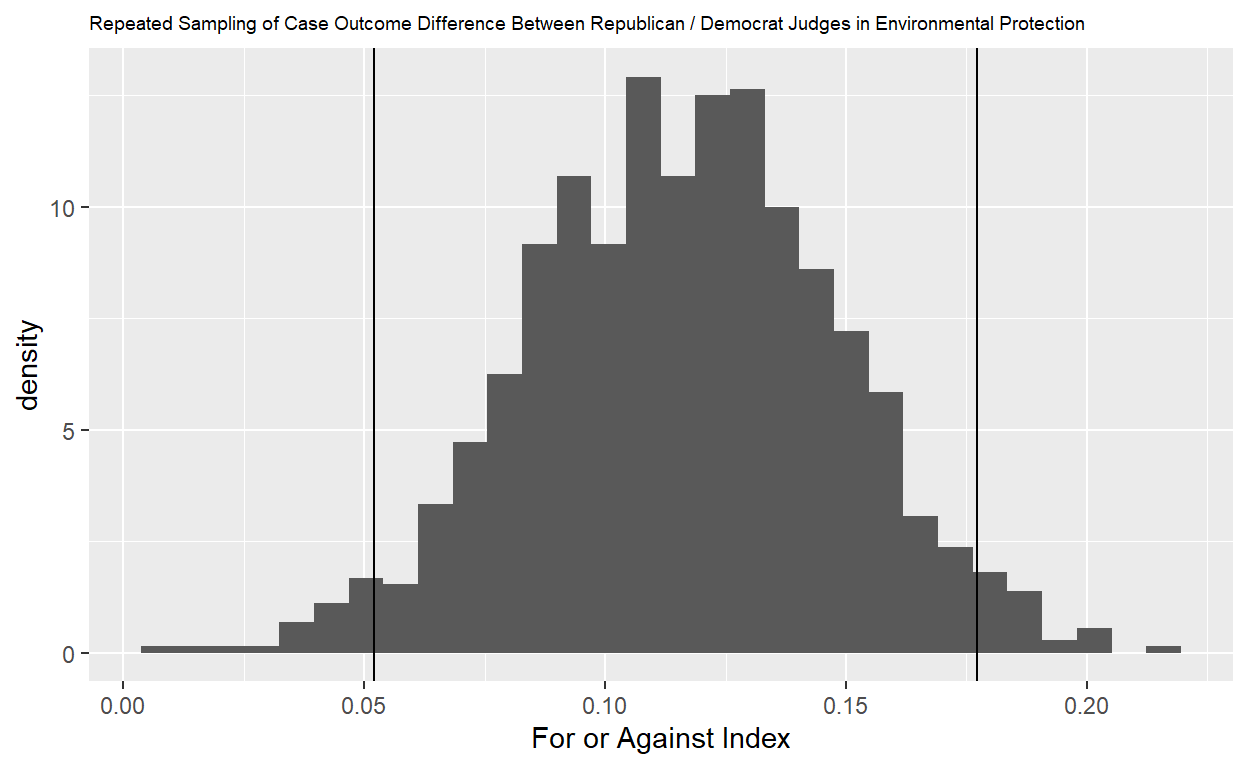 Repeated Sampling of Case Outcome Difference Between Republican / Democrat Judges in Environmental Protection
density
10
5
0
0.00 0.05 0.10 0.15 0.20
For or Against Index